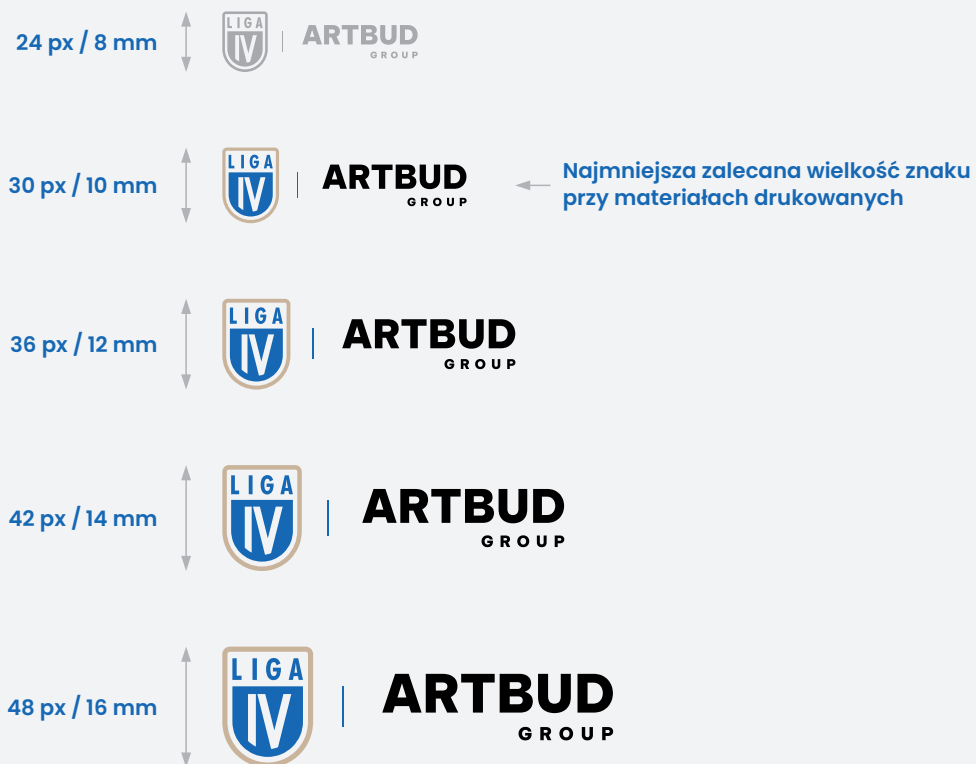 24 px / 8 mm
LIGA
IV
ARTBUD
GROUP
30 px / 10 mm
LIGA
IV
ARTBUD
GROUP
Najmniejsza zalecana wielkość znaku
przy materiałach drukowanych
36 px / 12 mm
LIGA
IV
ARTBUD
GROUP
42 px / 14 mm
LIGA
IV
ARTBUD
GROUP
48 px / 16 mm
LIGA
IV
ARTBUD
GROUP